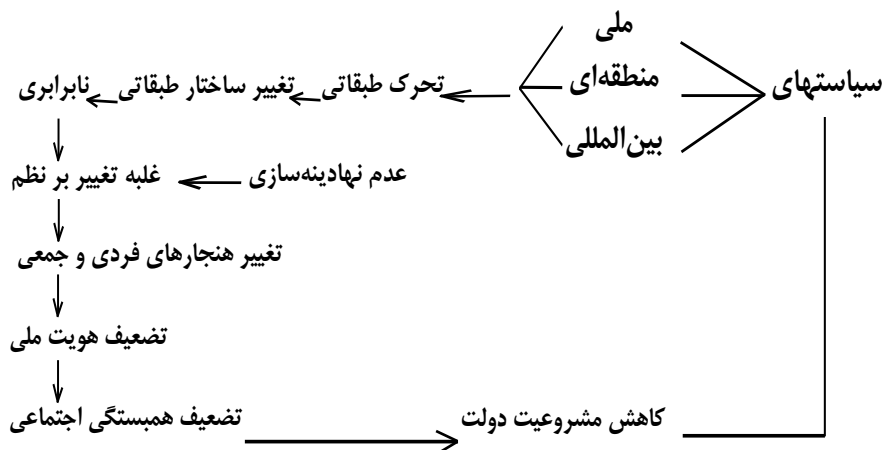 سیاستهای
ملی
منطقه‌ای
بین‌المللی
تحرک طبقاتی
تغییر ساختار طبقاتی
نابرابری
عدم نهادینه‌سازی
غلبه تغییر بر نظم
تغییر هنجارهای فردی و جمعی
تضعیف هویت ملی
تضعیف همبستگی اجتماعی
کاهش مشروعیت دولت